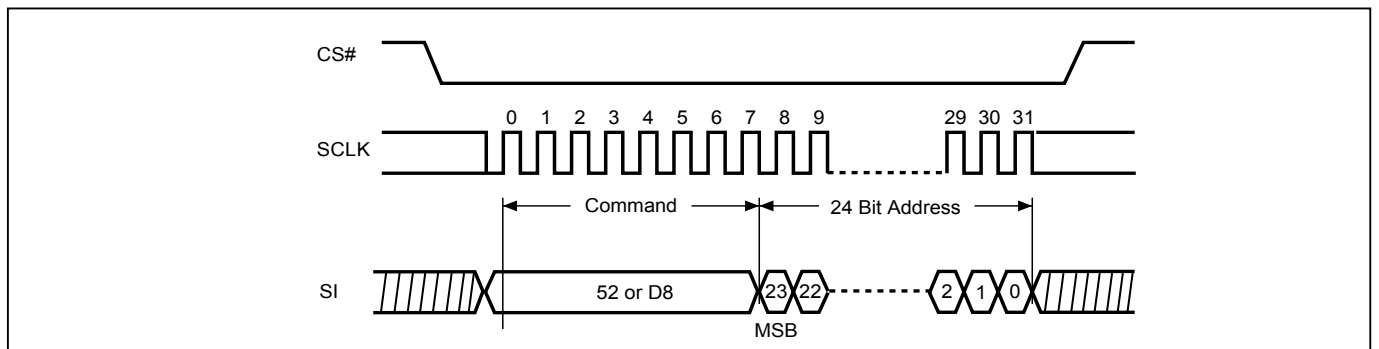 CS#
0 1 2 3 4 5 6 7 8 9 29 30 31
SCLK
Command 24 Bit Address
SI 52 or D8 23 22 2 1 0
MSB